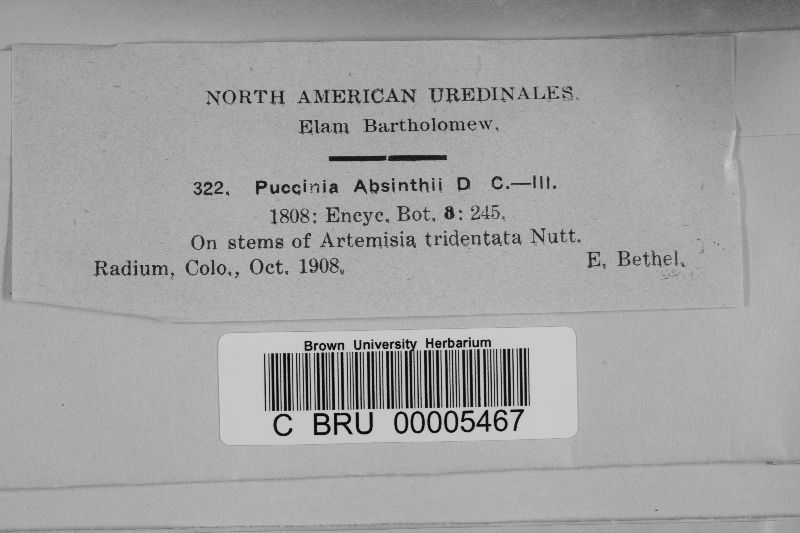 NORTH AMERICAN UREDINALES.
Elam Bartholomew.
322. Puccinia Absinthii D C.—III.
1808: Encyc. Bot. 8: 245.
On stems of Artemisia tridentata Nutt.
Radium, Colo., Oct. 1908. E. Bethel.
Brown University Herbarium
C BRU 00005467